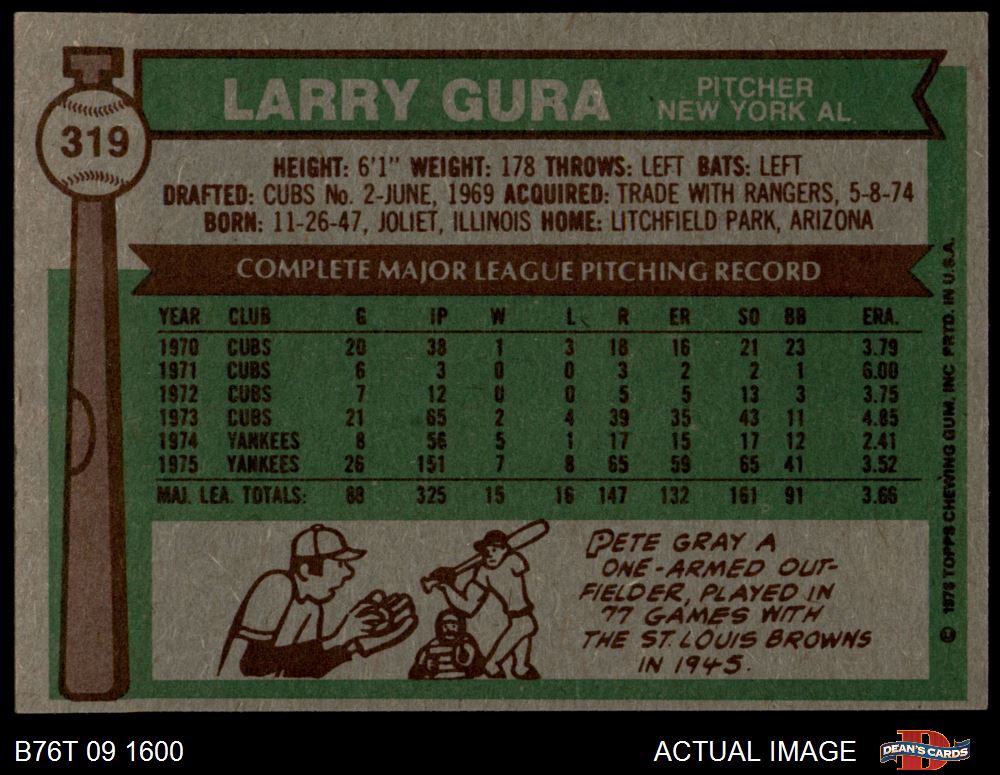 319
LARRY GURA
PITCHER
NEW YORK AL
HEIGHT: 6'1" WEIGHT: 178 THROWS: LEFT BATS: LEFT
DRAFTED: CUBS No. 2-JUNE, 1969 ACQUIRED: TRADE WITH RANGERS, 5-8-74
BORN: 11-26-47, JOLIET, ILLINOIS HOME: LITCHFIELD PARK, ARIZONA
COMPLETE MAJOR LEAGUE PITCHING RECORD
YEAR CLUB G IP W L R ER SO BB ERA.
1970 CUBS 20 38 1 3 18 16 21 23 3.79
1971 CUBS 6 3 0 0 3 2 2 1 6.00
1972 CUBS 7 12 0 0 5 5 13 3 3.75
1973 CUBS 21 65 2 4 39 35 43 11 4.85
1974 YANKEES 8 56 5 1 17 15 17 12 2.41
1975 YANKEES 26 151 7 8 65 59 65 41 3.52
MAJ. LEA. TOTALS: 88 325 15 16 147 132 161 91 3.66
PETE GRAY A
ONE-ARMED OUT-
FIELDER, PLAYED IN
77 GAMES WITH
THE ST. LOUIS BROWNS
IN 1945.
© 1976 TOPPS CHEWING GUM, INC PRTD. IN U.S.A.
B76T 09 1600
ACTUAL IMAGE
D
DEAN'S CARDS